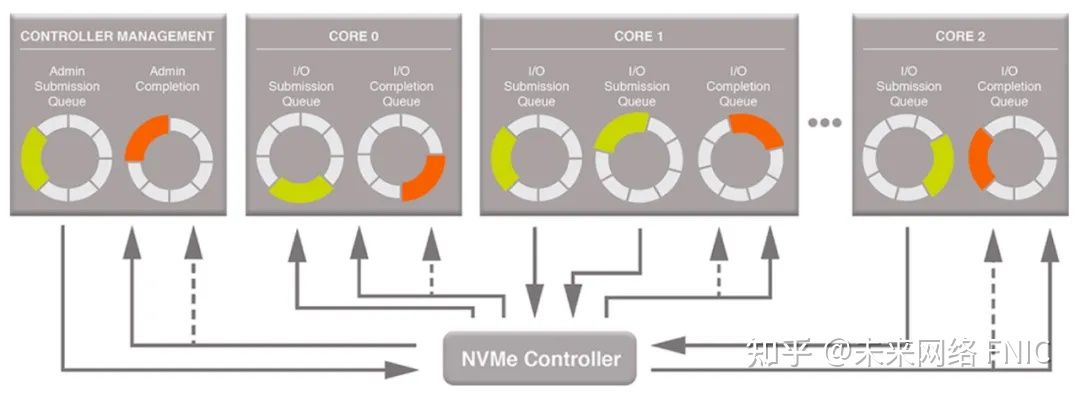 CONTROLLER MANAGEMENT
Admin
Submission
Queue
Admin
Completion
CORE 0
I/O
Submission
Queue
I/O
Completion
Queue
CORE 1
I/O
Submission
Queue
I/O
Submission
Queue
I/O
Completion
Queue
CORE 2
I/O
Submission
Queue
I/O
Completion
Queue
NVMe Controller
知乎 @未来网络 FNIC